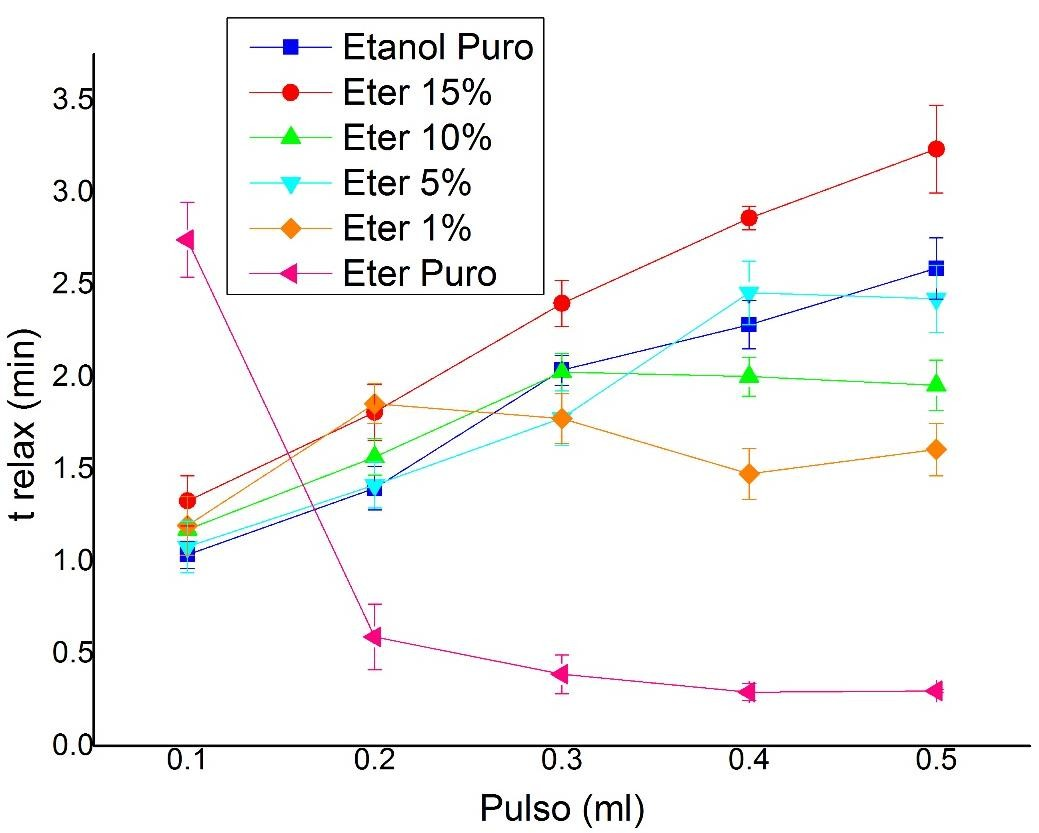 Etanol Puro
Eter 15%
Eter 10%
Eter 5%
Eter 1%
Eter Puro
3.5
3.0
2.5
2.0
1.5
1.0
0.5
0.0
t relax (min)
0.1 0.2 0.3 0.4 0.5
Pulso (ml)